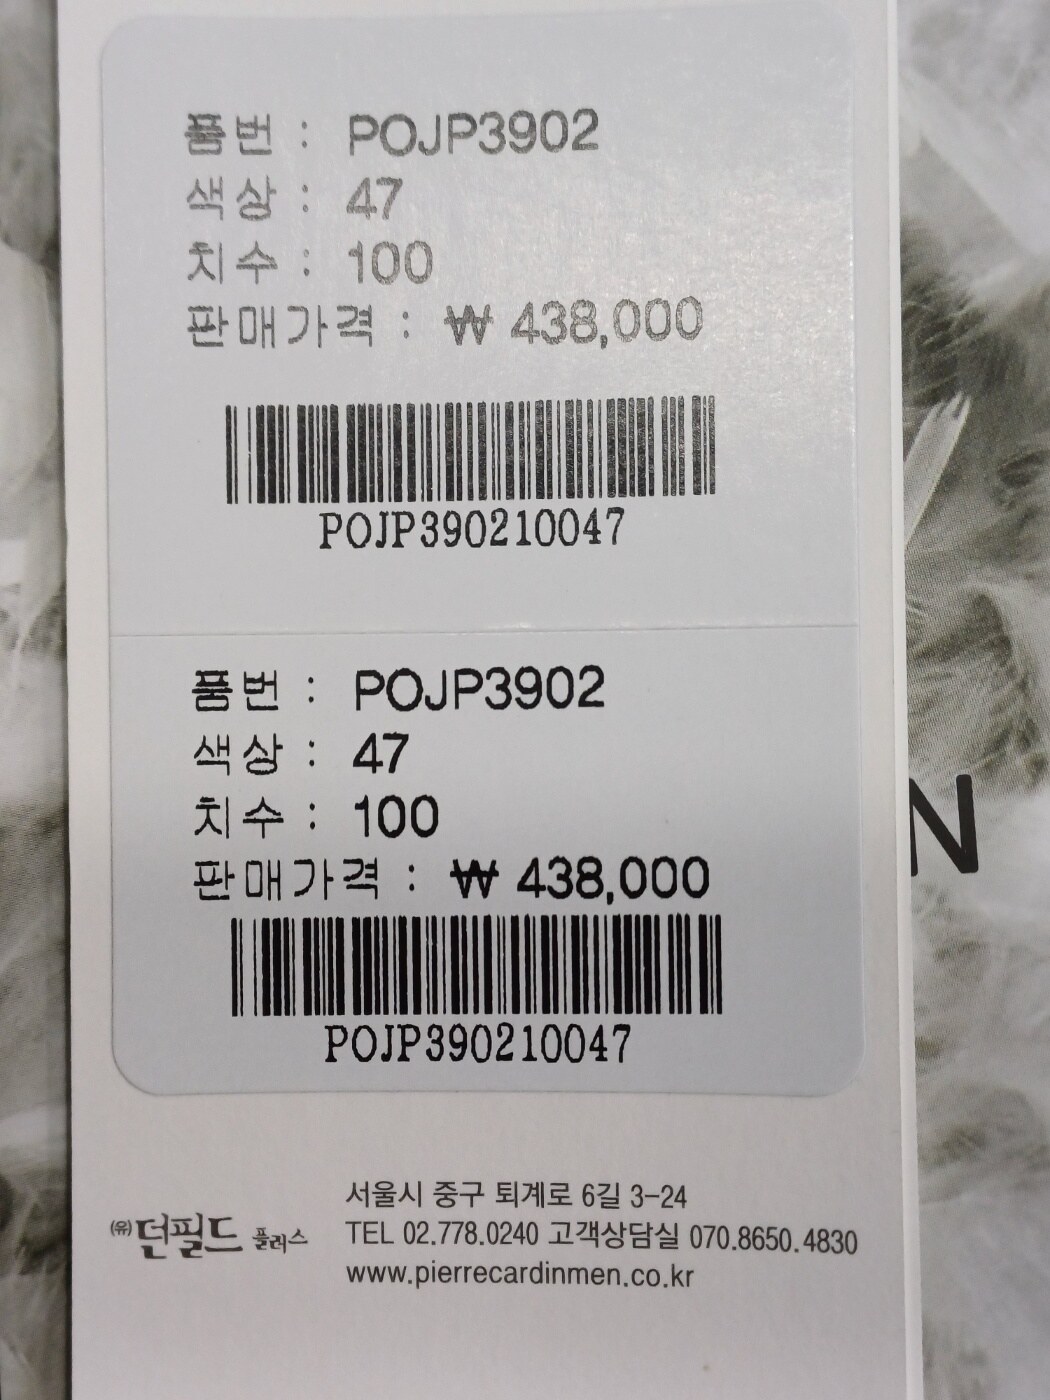 품번 : POJP3902
색상 : 47
치수 : 100
판매가격 : ₩ 438,000
POJP390210047
품번 : POJP3902
색상 : 47
치수 : 100
판매가격 : ₩ 438,000
POJP390210047
N
㈲던필드 플러스
서울시 중구 퇴계로 6길 3-24
TEL 02.778.0240 고객상담실 070.8650.4830
www.pierrecardinmen.co.kr